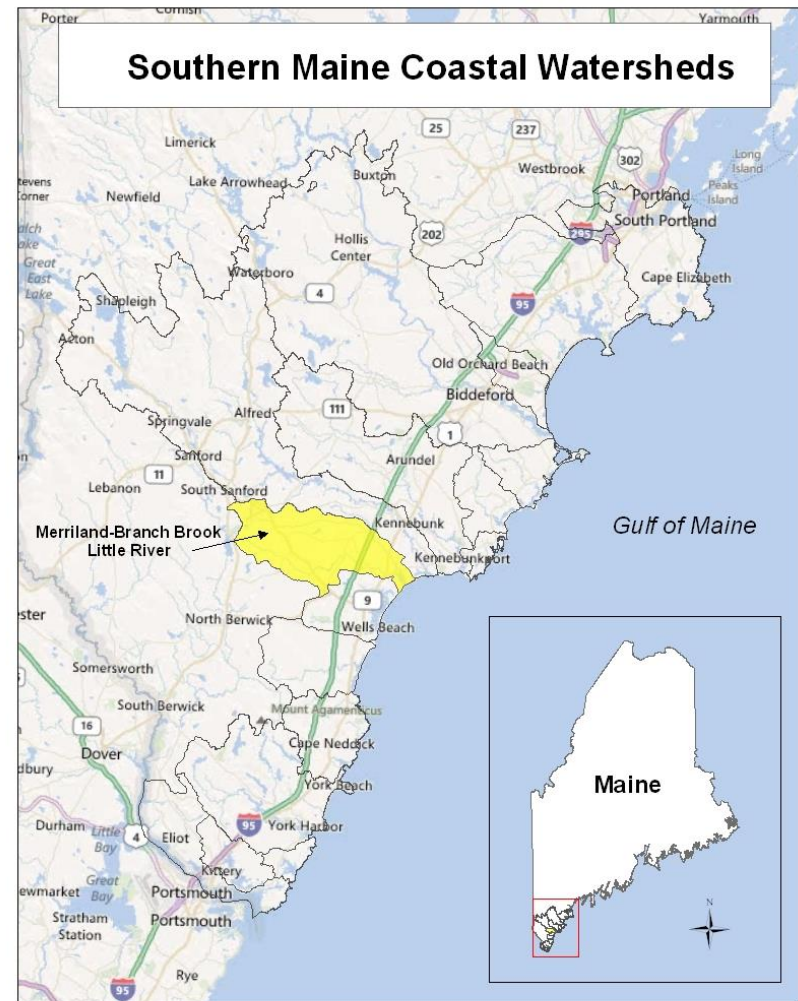 Porter
Cornish
Yarmouth
Southern Maine Coastal Watersheds
25
237
Limerick
302
Long
Island
Westbrook
Buxton
Lake Arrowhead
Peaks
Island
Newfield
Portland
South Portland
202
295
Hollis
Center
Great
East
Lake
Waterboro
Cape Elizabeth
4
Shapleigh
95
Acton
Old Orchard Beach
Biddeford
111
Alfred
Springvale
1
Sanford
Arundel
11
Lebanon
South Sanford
Merriland-Branch Brook
Little River
Kennebunk
Gulf of Maine
Kennebunkport
9
North Berwick
Wells Beach
Somersworth
South Berwick
Mount Agamenticus
16
Cape Neddick
Dover
York Beach
Maine
Durham
Little
Bay
4
Eliot
95
York Harbor
Kittery
Great
Bay
Portsmouth
N
Stratham
Station
Portsmouth
Rye
95